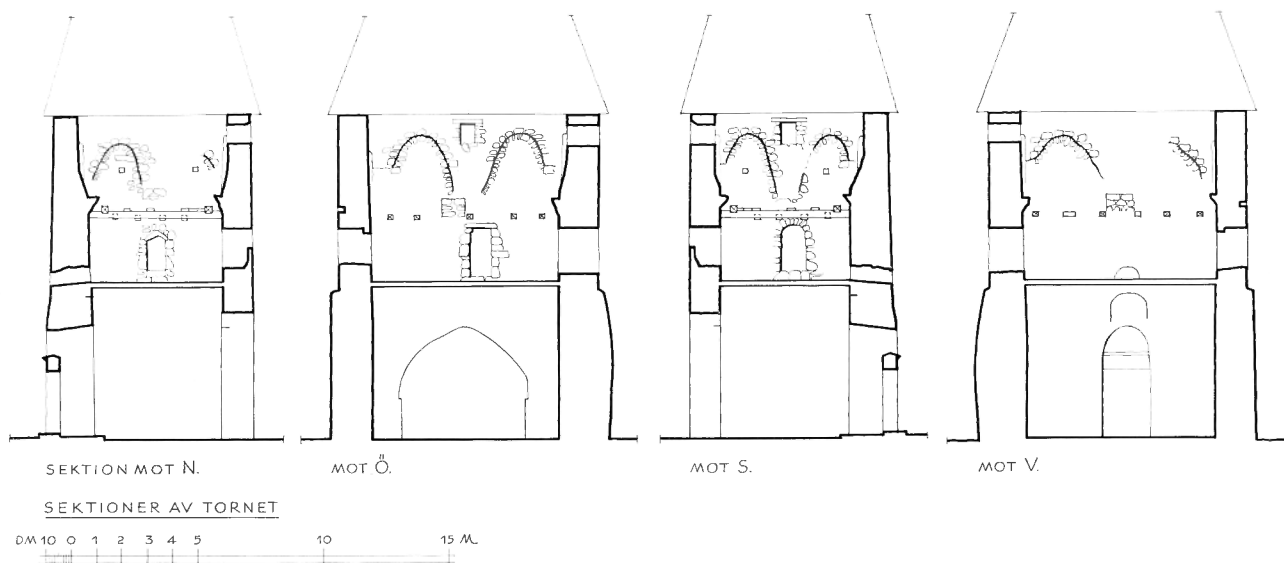 SEKTION MOT N.
MOT Ö.
MOT S.
MOT V.
SEKTIONER AV TORNET
DM 10 0 1 2 3 4 5 10 15 M